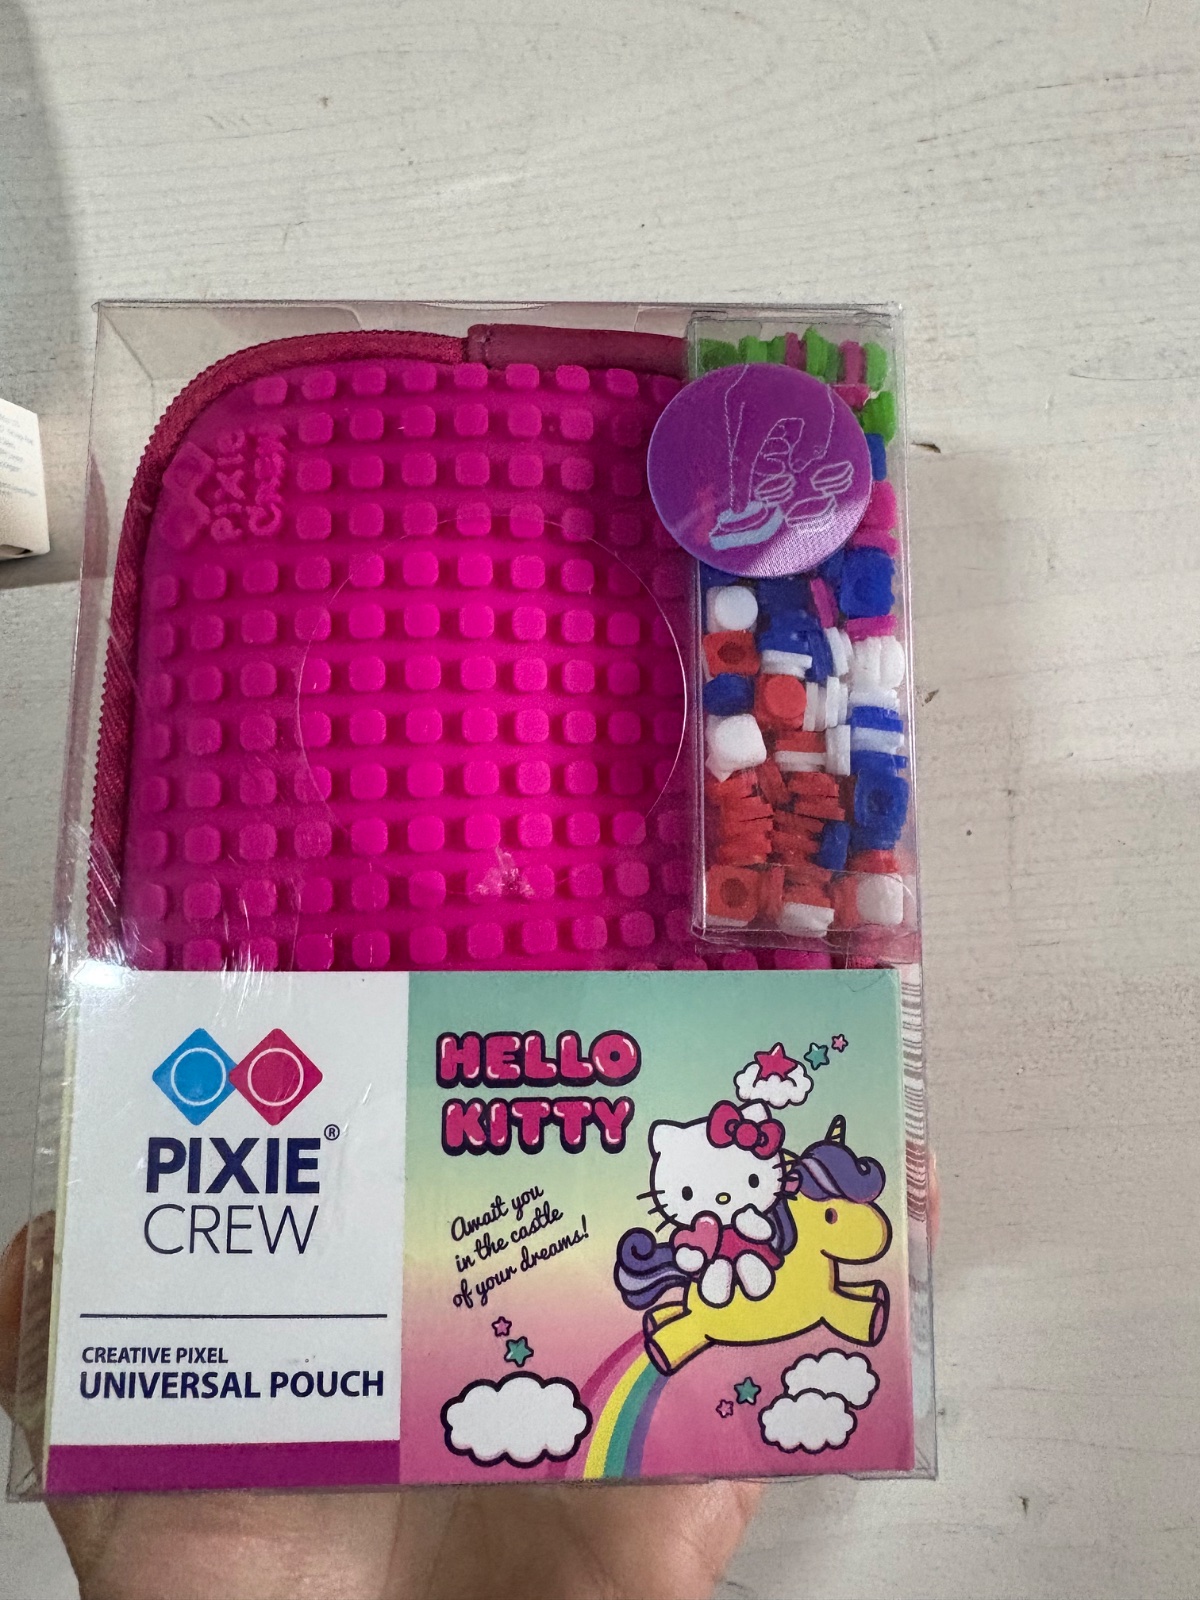 PIXIE
CREW
HELLO
KITTY
Await you
in the castle
of your dreams!
PIXIE®
CREW
CREATIVE PIXEL
UNIVERSAL POUCH